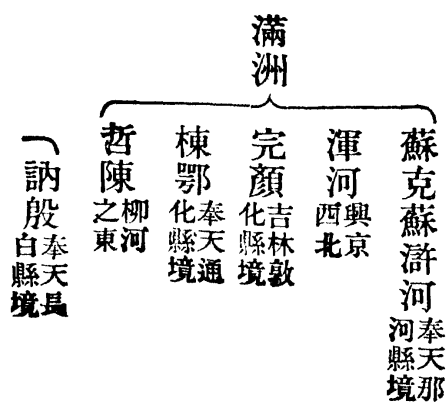 滿洲
蘇克蘇滸河 奉天那河縣境
渾河 興京西北
完顏 吉林敦化縣境
棟鄂 奉天通化縣境
哲陳 柳河之東
訥殷 奉天長白縣境